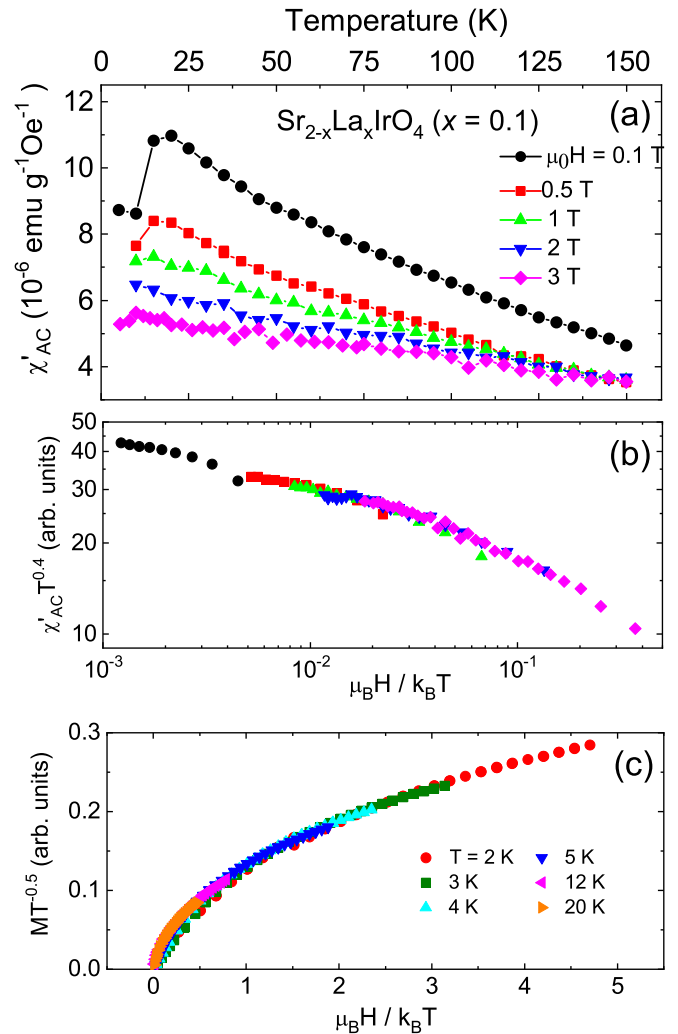 Temperature (K)
0 25 50 75 100 125 150
(a)
Sr₂₋ₓLaₓIrO₄ (x = 0.1)
μ₀H = 0.1 T
0.5 T
1 T
2 T
3 T
12
10
8
6
4
χ'AC (10⁻⁶ emu g⁻¹Oe⁻¹)
(b)
50
40
30
20
10
χ'AC T^0.4 (arb. units)
10⁻³ 10⁻² 10⁻¹
μBH / kBT
(c)
0.3
0.2
0.1
0.0
MT^-0.5 (arb. units)
T = 2 K 5 K
3 K 12 K
4 K 20 K
0 1 2 3 4 5
μBH / kBT